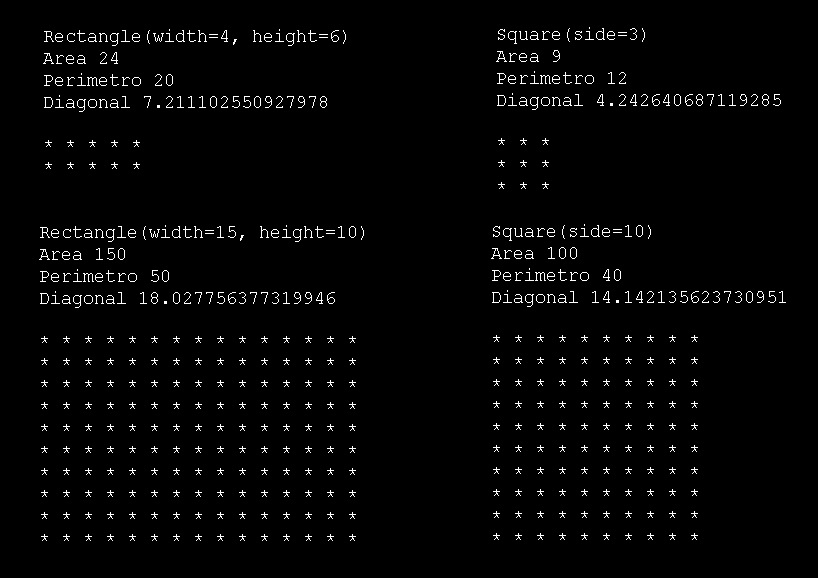 Rectangle(width=4, height=6)
Area 24
Perimetro 20
Diagonal 7.211102550927978
* * * * *
* * * * *
Square(side=3)
Area 9
Perimetro 12
Diagonal 4.242640687119285
* * *
* * *
* * *
Rectangle(width=15, height=10)
Area 150
Perimetro 50
Diagonal 18.027756377319946
* * * * * * * * * * * * * * *
* * * * * * * * * * * * * * *
* * * * * * * * * * * * * * *
* * * * * * * * * * * * * * *
* * * * * * * * * * * * * * *
* * * * * * * * * * * * * * *
* * * * * * * * * * * * * * *
* * * * * * * * * * * * * * *
* * * * * * * * * * * * * * *
* * * * * * * * * * * * * * *
Square(side=10)
Area 100
Perimetro 40
Diagonal 14.142135623730951
* * * * * * * * * *
* * * * * * * * * *
* * * * * * * * * *
* * * * * * * * * *
* * * * * * * * * *
* * * * * * * * * *
* * * * * * * * * *
* * * * * * * * * *
* * * * * * * * * *
* * * * * * * * * *